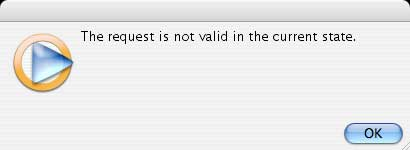 The request is not valid in the current state.
OK